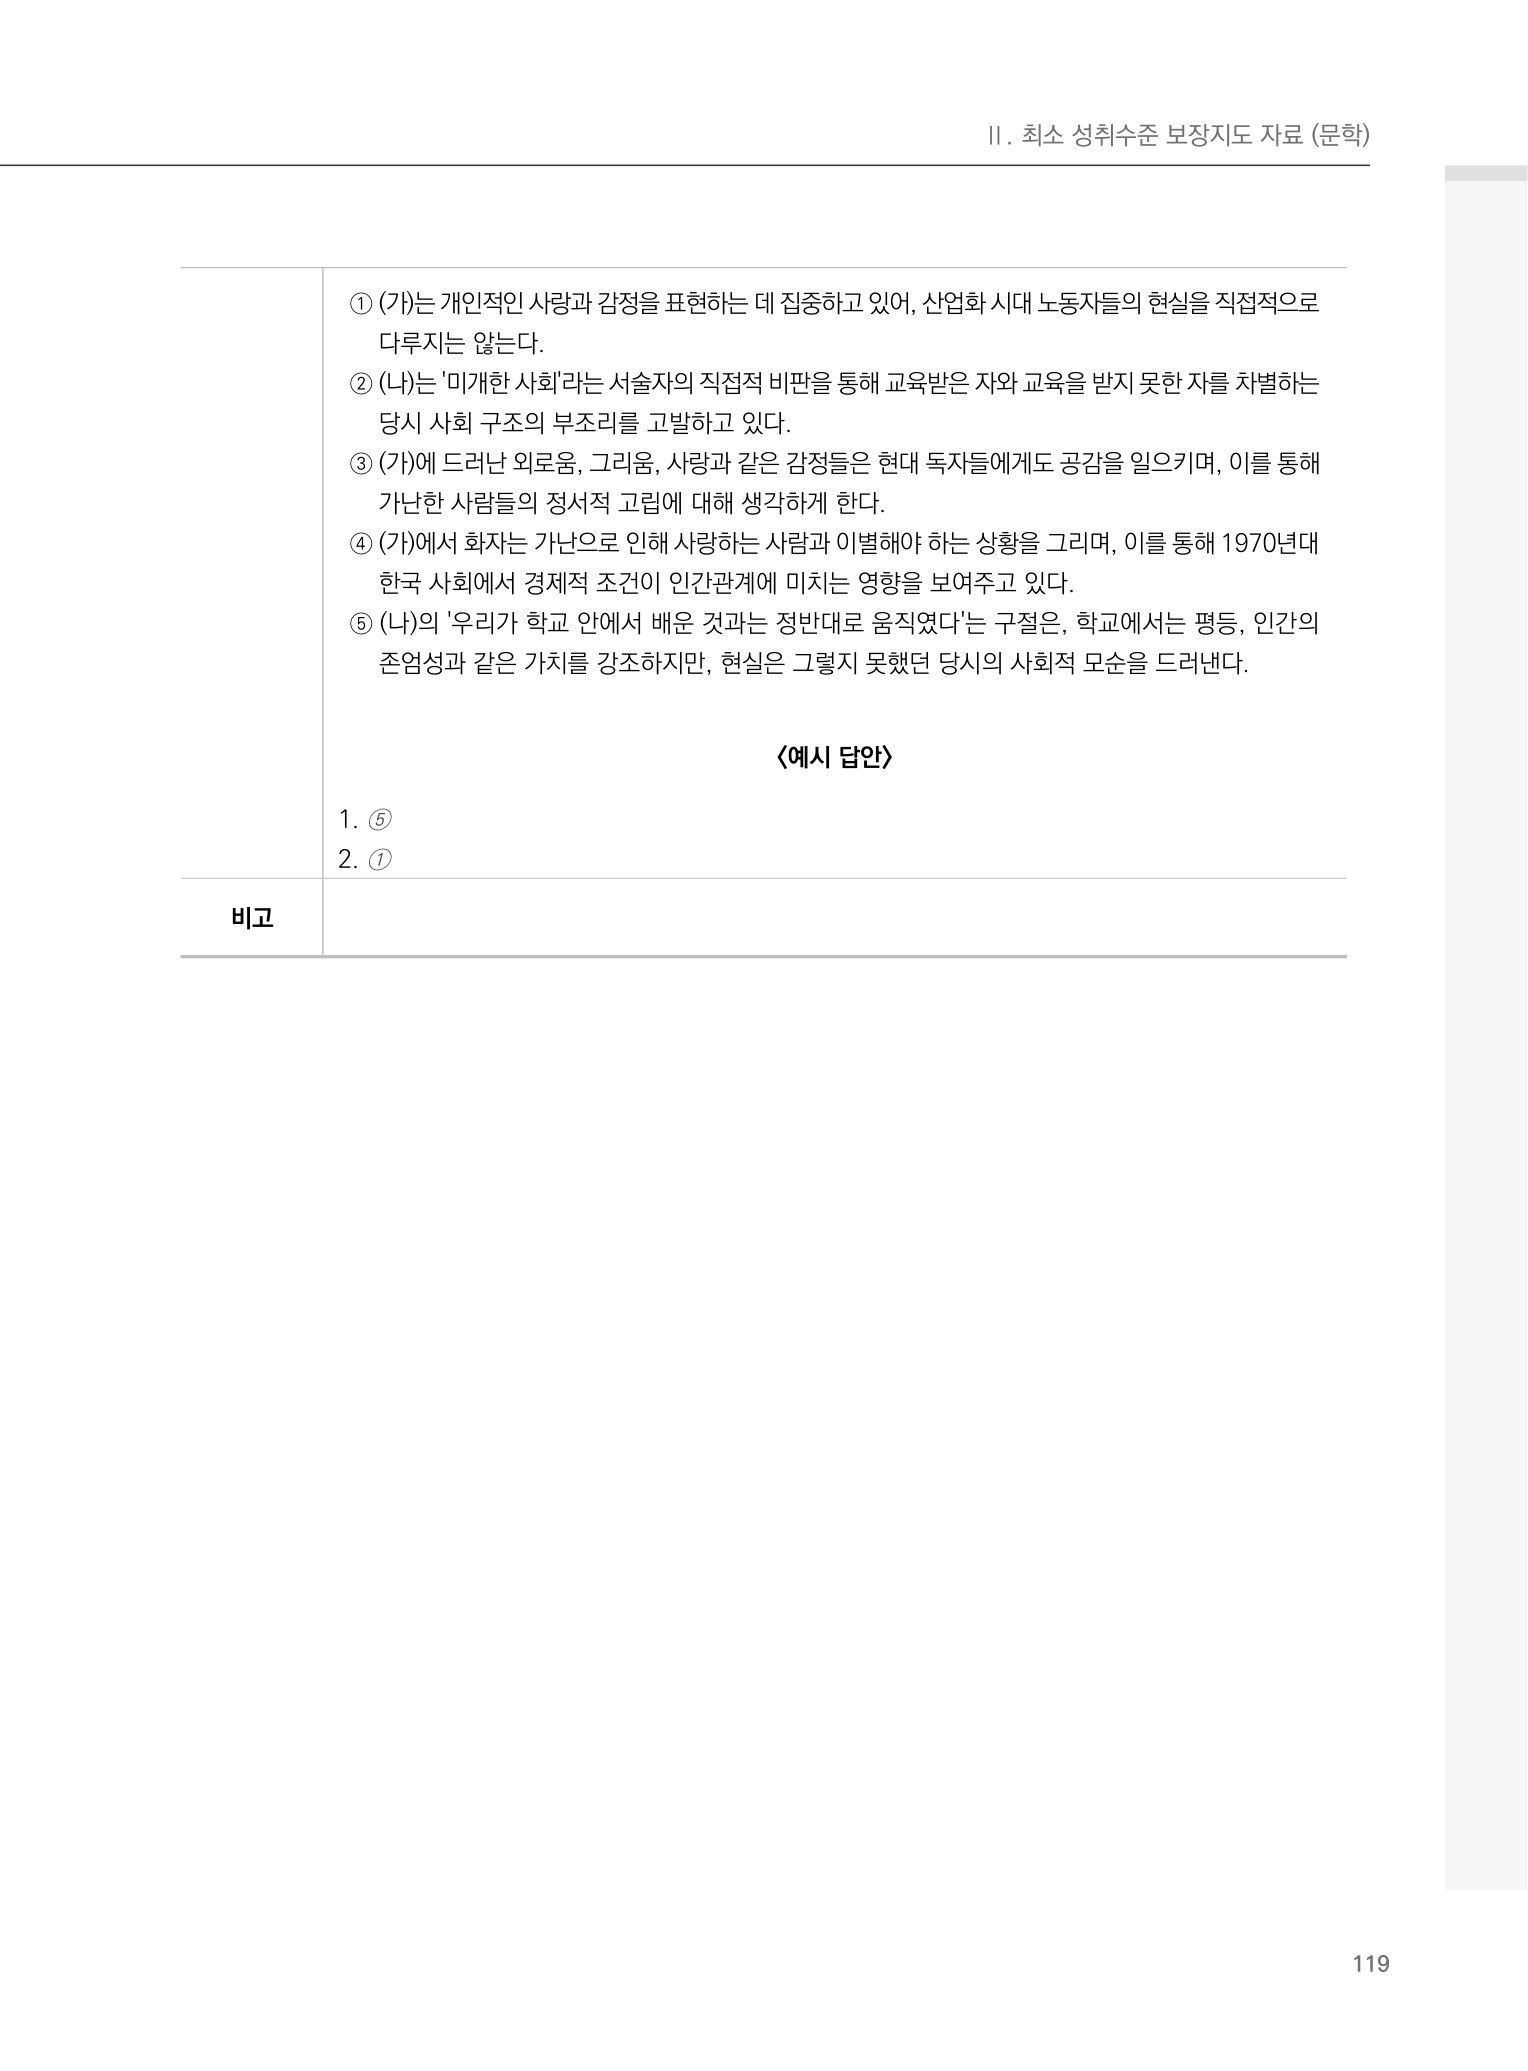 Ⅱ. 최소 성취수준 보장지도 자료 (문학)
① (가)는 개인적인 사랑과 감정을 표현하는 데 집중하고 있어, 산업화 시대 노동자들의 현실을 직접적으로
다루지는 않는다.
② (나)는 '미개한 사회'라는 서술자의 직접적 비판을 통해 교육받은 자와 교육을 받지 못한 자를 차별하는
당시 사회 구조의 부조리를 고발하고 있다.
③ (가)에 드러난 외로움, 그리움, 사랑과 같은 감정들은 현대 독자들에게도 공감을 일으키며, 이를 통해
가난한 사람들의 정서적 고립에 대해 생각하게 한다.
④ (가)에서 화자는 가난으로 인해 사랑하는 사람과 이별해야 하는 상황을 그리며, 이를 통해 1970년대
한국 사회에서 경제적 조건이 인간관계에 미치는 영향을 보여주고 있다.
⑤ (나)의 '우리가 학교 안에서 배운 것과는 정반대로 움직였다'는 구절은, 학교에서는 평등, 인간의
존엄성과 같은 가치를 강조하지만, 현실은 그렇지 못했던 당시의 사회적 모순을 드러낸다.
〈예시 답안〉
1. ⑤
2. ①
비고
119